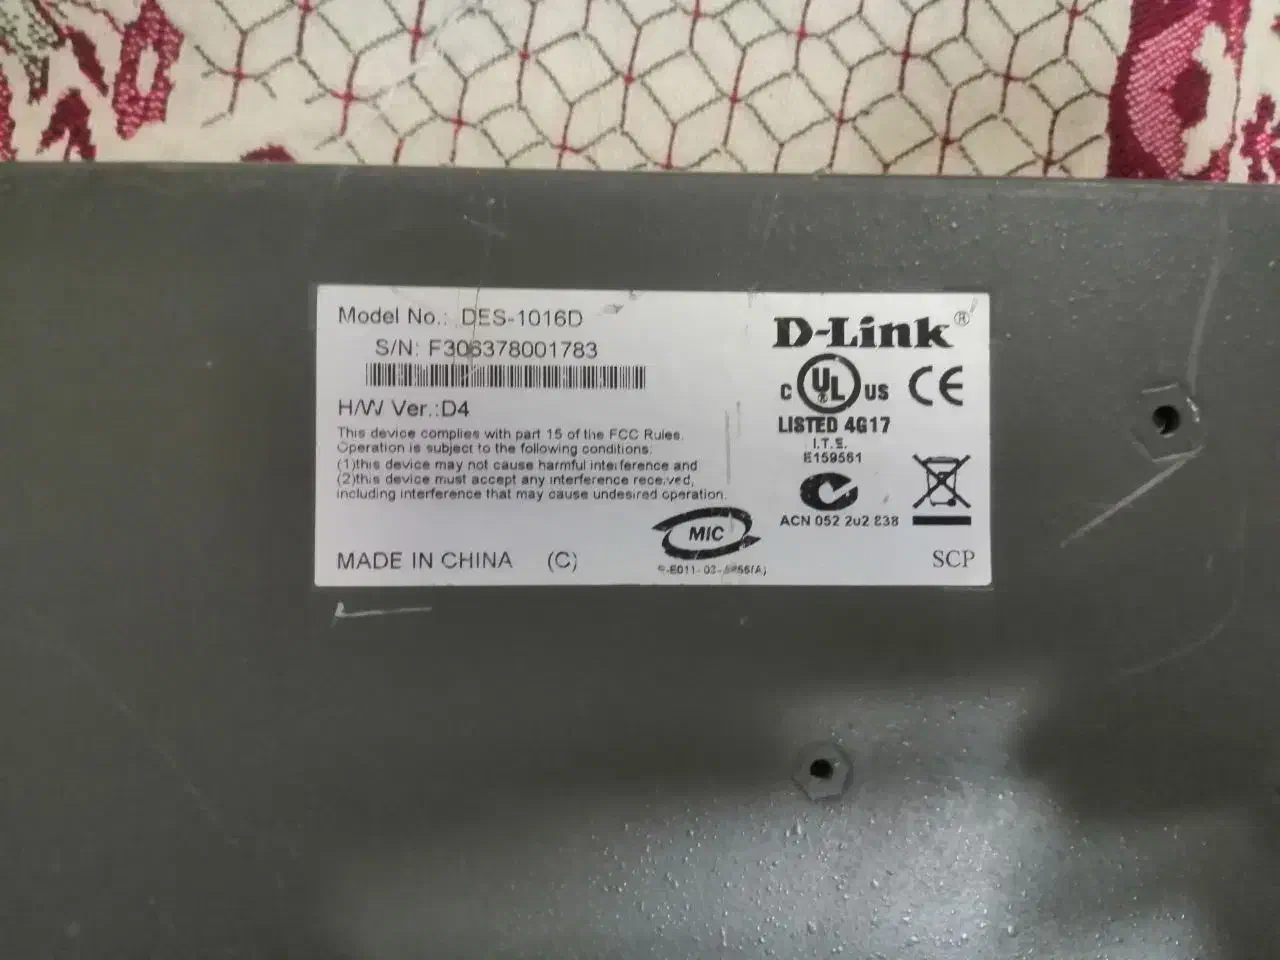 Model No.: DES-1016D
S/N: F306378001783
H/W Ver.:D4
This device complies with part 15 of the FCC Rules.
Operation is subject to the following conditions:
(1)this device may not cause harmful interference and
(2)this device must accept any interference received,
including interference that may cause undesired operation.
MADE IN CHINA (C)
D-Link®
C UL® US CE
LISTED 4G17
I.T.E.
E159561
ACN 052 202 838
MIC
SCP